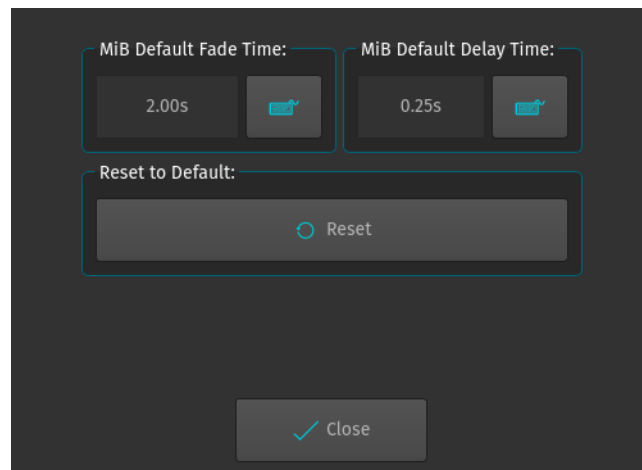 MiB Default Fade Time:
MiB Default Delay Time:
2.00s
0.25s
Reset to Default:
Reset
Close